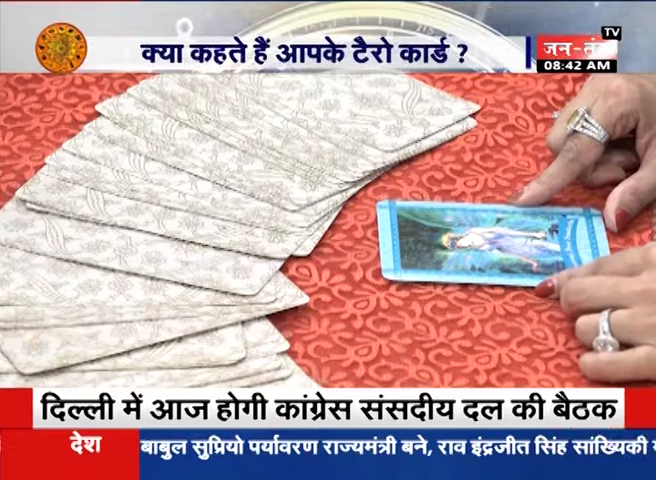 क्या कहते हैं आपके टैरो कार्ड ?
TV
जन-तं
08:42 AM
दिल्ली में आज होगी कांग्रेस संसदीय दल की बैठक
देश
बाबुल सुप्रियो पर्यावरण राज्यमंत्री बने, राव इंद्रजीत सिंह सांख्यिकी